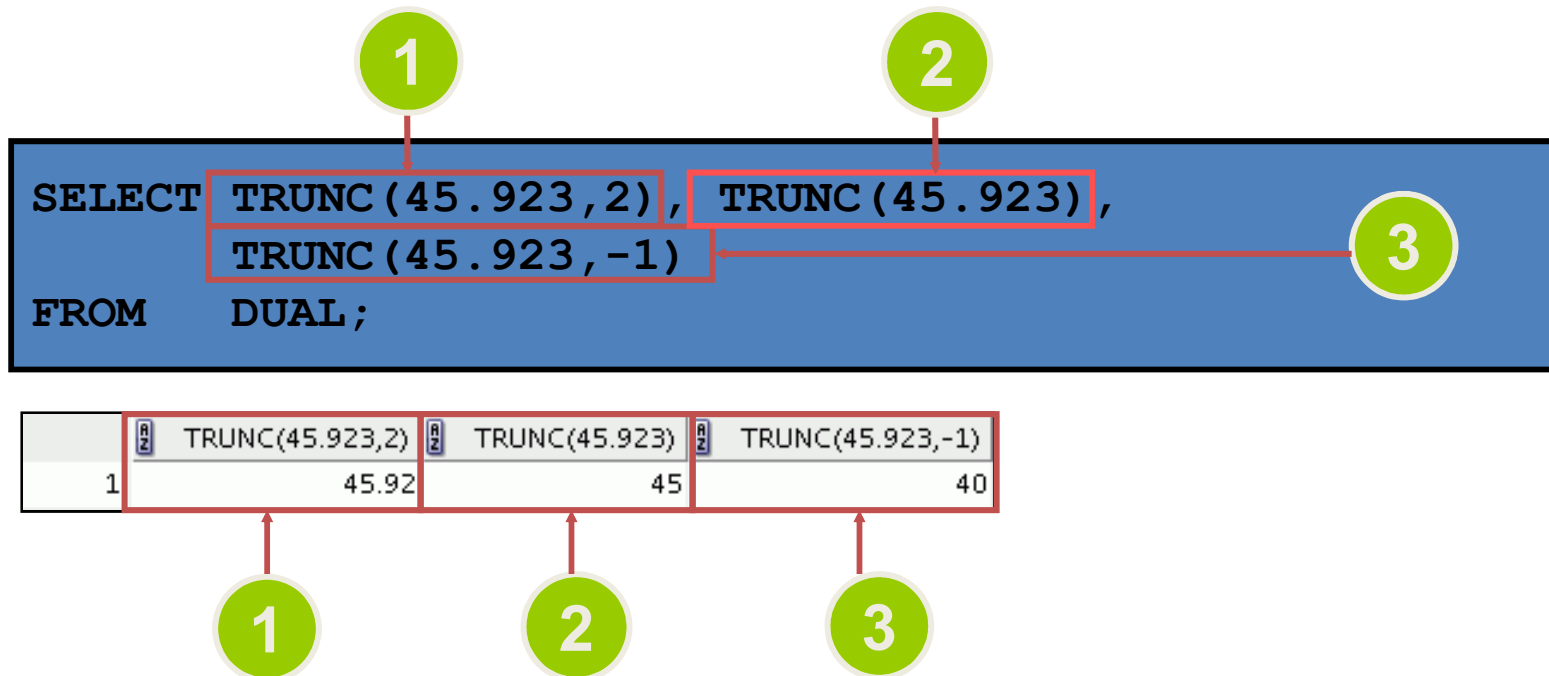 1 2
SELECT TRUNC(45.923,2), TRUNC(45.923),
TRUNC(45.923,-1)
3
FROM DUAL;
TRUNC(45.923,2) TRUNC(45.923) TRUNC(45.923,-1)
1 45.92 45 40
1 2 3